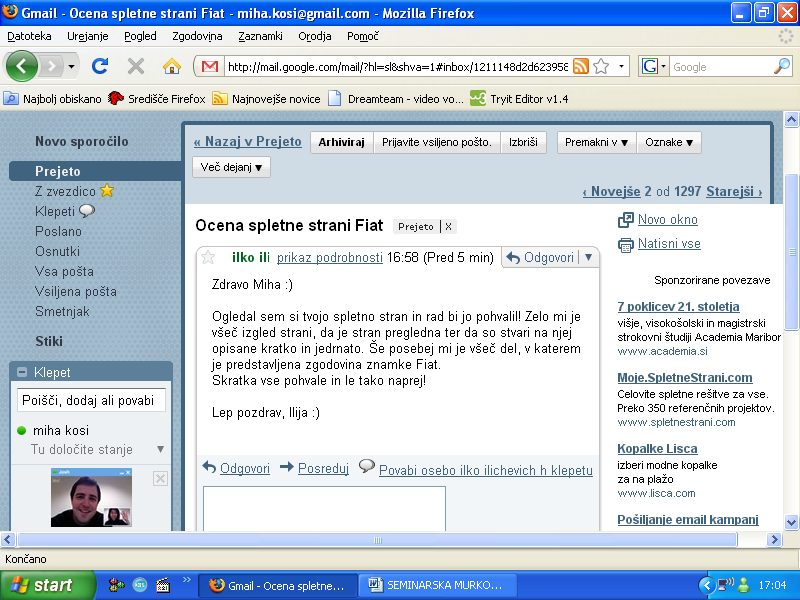 Gmail - Ocena spletne strani Fiat - miha.kosi@gmail.com - Mozilla Firefox
Datoteka Urejanje Pogled Zgodovina Zaznamki Orodja Pomoč
http://mail.google.com/mail/?hl=sl&shva=1#inbox/1211148d2d623958 Google
Najbolj obiskano Središče Firefox Najnovejše novice Dreamteam - video vo... Tryit Editor v1.4
Novo sporočilo
Prejeto
Z zvezdico
Klepeti
Poslano
Osnutki
Vsa pošta
Vsiljena pošta
Smetnjak
Stiki
Klepet
Poišči, dodaj ali povabi
miha kosi
Tu določite stanje
« Nazaj v Prejeto Arhiviraj Prijavite vsiljeno pošto. Izbriši Premakni v Oznake
Več dejanj
‹ Novejše 2 od 1297 Starejši ›
Ocena spletne strani Fiat Prejeto X
ilko ili prikaz podrobnosti 16:58 (Pred 5 min) Odgovori
Zdravo Miha :)
Ogledal sem si tvojo spletno stran in rad bi jo pohvalil! Zelo mi je
všeč izgled strani, da je stran pregledna ter da so stvari na njej
opisane kratko in jedrnato. Še posebej mi je všeč del, v katerem
je predstavljena zgodovina znamke Fiat.
Skratka vse pohvale in le tako naprej!
Lep pozdrav, Ilija :)
Odgovori Posreduj Povabi osebo ilko ilichevich h klepetu
Novo okno
Natisni vse
Sponzorirane povezave
7 poklicev 21. stoletja
višje, visokošolski in magistrski
strokovni študiji Academia Maribor
www.academia.si
Moje.SpletneStrani.com
Celovite spletne rešitve za vse.
Preko 350 referenčnih projektov.
www.spletnestrani.com
Kopalke Lisca
izberi modne kopalke
za na plažo
www.lisca.com
Pošiljanje email kampanj
Končano
start Gmail - Ocena spletne... SEMINARSKA MURKO... 17:04